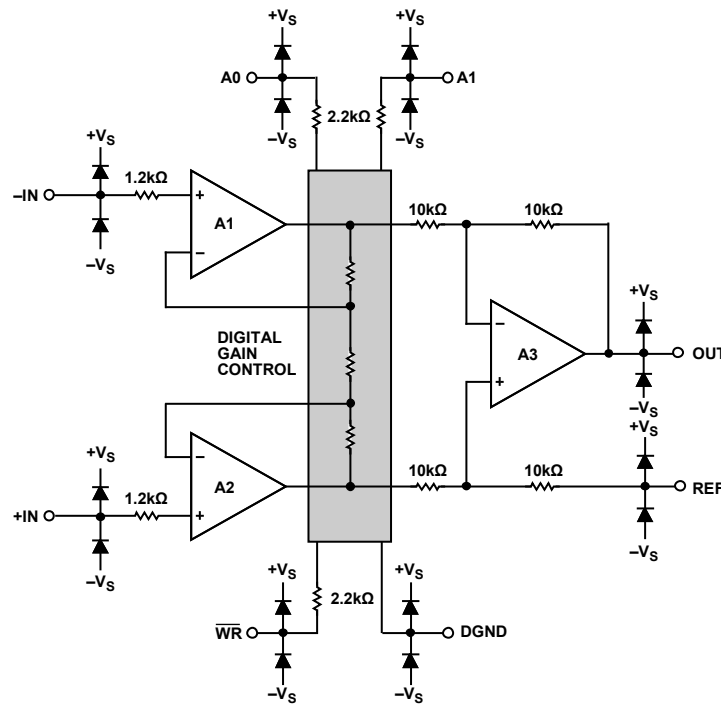 +VS +VS
A0 A1
2.2kΩ
–VS –VS
+VS
1.2kΩ
–IN + A1 –
–VS
10kΩ 10kΩ
DIGITAL
GAIN
CONTROL
+VS
– A3 +
OUT
–VS
+VS
– A2 +
10kΩ 10kΩ
REF
–VS
+VS
1.2kΩ
+IN
–VS
+VS +VS
2.2kΩ
WR DGND
–VS –VS